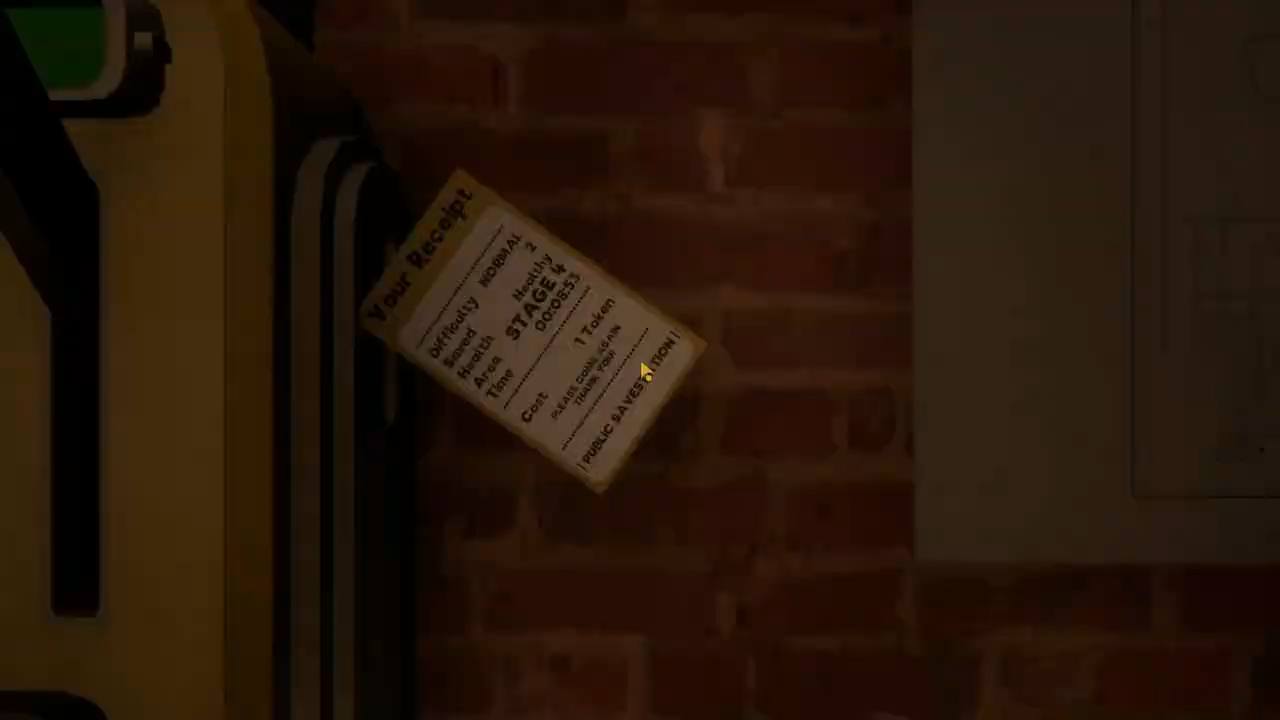 Your Receipt
Difficulty NORMAL
Saved 2
Health Healthy
Area STAGE 4
Time 00:08:53
Cost 1 Token
PLEASE COME AGAIN
THANK YOU!
| PUBLIC SAVESTATION |